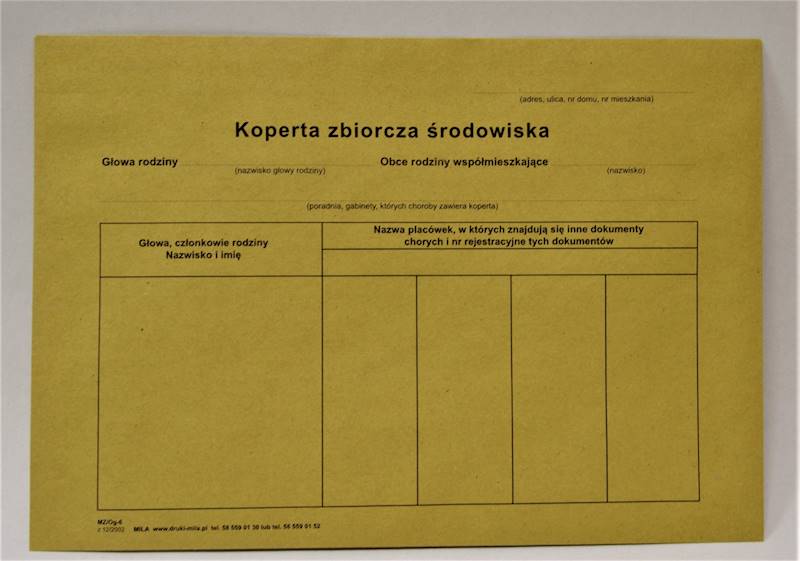 (adres, ulica, nr domu, nr mieszkania)
Koperta zbiorcza środowiska
Głowa rodziny Obce rodziny współmieszkające
(nazwisko głowy rodziny) (nazwisko)
(poradnia, gabinety, których choroby zawiera koperta)
Głowa, członkowie rodziny
Nazwisko i imię
Nazwa placówek, w których znajdują się inne dokumenty
chorych i nr rejestracyjne tych dokumentów
MZ/Og-6
z 12/2002 MILA www.druki-mila.pl tel. 58 559 01 30 lub tel. 56 559 01 52